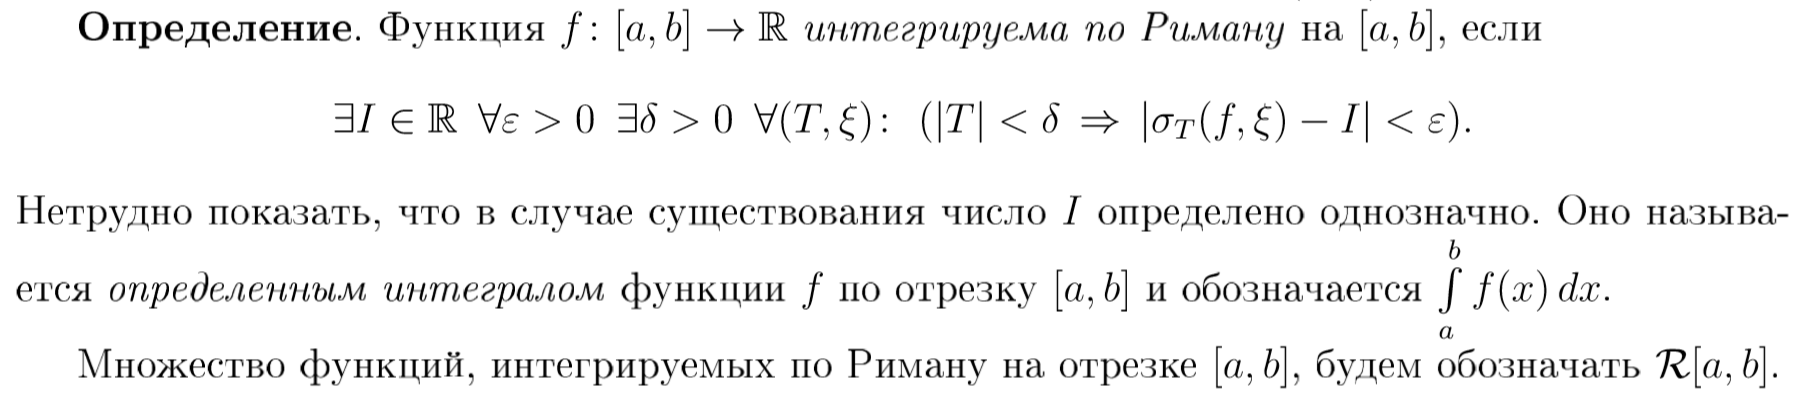 Определение. Функция f: [a, b] → ℝ интегрируема по Риману на [a, b], если
∃I ∈ ℝ ∀ε > 0 ∃δ > 0 ∀(T, ξ): (|T| < δ ⇒ |σ_T(f, ξ) − I| < ε).
Нетрудно показать, что в случае существования число I определено однозначно. Оно называ-
ется определенным интегралом функции f по отрезку [a, b] и обозначается ∫_a^b f(x) dx.
Множество функций, интегрируемых по Риману на отрезке [a, b], будем обозначать ℛ[a, b].